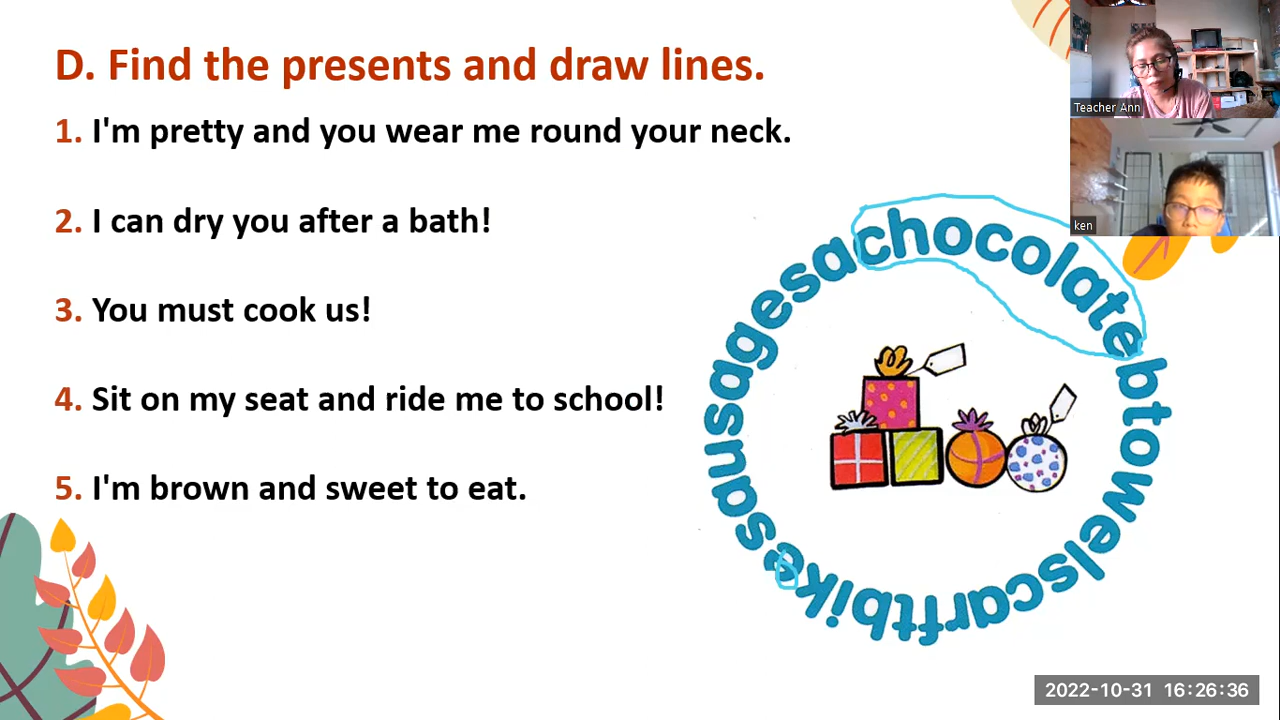 D. Find the presents and draw lines.
1. I'm pretty and you wear me round your neck.
2. I can dry you after a bath!
3. You must cook us!
4. Sit on my seat and ride me to school!
5. I'm brown and sweet to eat.
sachocolatebtowelscarftbikesausage
Teacher Ann
ken
2022-10-31 16:26:36